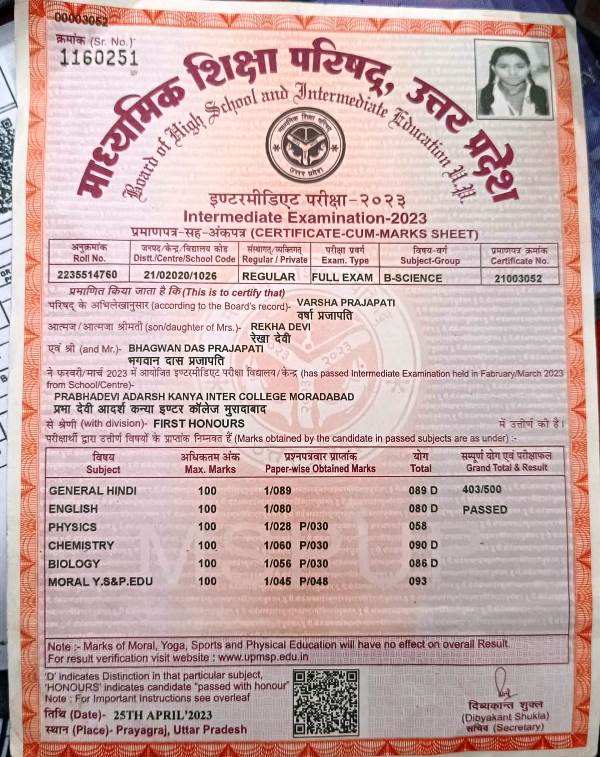 00003052
क्रमांक (Sr. No.)
1160251
माध्यमिक शिक्षा परिषद्, उत्तर प्रदेश
Board of High School and Intermediate Education U.P.
माध्यमिक शिक्षा परिषद
उत्तर प्रदेश
इण्टरमीडिएट परीक्षा-२०२३
Intermediate Examination-2023
प्रमाणपत्र-सह-अंकपत्र (CERTIFICATE-CUM-MARKS SHEET)
अनुक्रमांक जनपद/केन्द्र/विद्यालय कोड संस्थागत/व्यक्तिगत परीक्षा प्रवर्ग विषय-वर्ग प्रमाणपत्र क्रमांक
Roll No. Distt./Centre/School Code Regular / Private Exam. Type Subject-Group Certificate No.
2235514760 21/02020/1026 REGULAR FULL EXAM B-SCIENCE 21003052
प्रमाणित किया जाता है कि (This is to certify that)
परिषद् के अभिलेखानुसार (according to the Board's record)- VARSHA PRAJAPATI
वर्षा प्रजापति
आत्मज/आत्मजा श्रीमती (son/daughter of Mrs.)- REKHA DEVI
रेखा देवी
एवं श्री (and Mr.)- BHAGWAN DAS PRAJAPATI
भगवान दास प्रजापति
ने फरवरी/मार्च 2023 में आयोजित इण्टरमीडिएट परीक्षा विद्यालय/केन्द्र (has passed Intermediate Examination held in Fabruary/March 2023
from School/Centre)-
PRABHADEVI ADARSH KANYA INTER COLLEGE MORADABAD
प्रभा देवी आदर्श कन्या इण्टर कॉलेज मुरादाबाद
से श्रेणी (with division)- FIRST HONOURS में उत्तीर्ण की है।
परीक्षार्थी द्वारा उत्तीर्ण विषयों के प्राप्तांक निम्नवत हैं (Marks obtained by the candidate in passed subjects are as under) :-
विषय अधिकतम अंक प्रश्नपत्रवार प्राप्तांक योग सम्पूर्ण योग एवं परीक्षाफल
Subject Max. Marks Paper-wise Obtained Marks Total Grand Total & Result
GENERAL HINDI 100 1/089 089 D 403/500
ENGLISH 100 1/080 080 D PASSED
PHYSICS 100 1/028 P/030 058
CHEMISTRY 100 1/060 P/030 090 D
BIOLOGY 100 1/056 P/030 086 D
MORAL Y.S&P.EDU 100 1/045 P/048 093
MSPUP
Note :- Marks of Moral, Yoga, Sports and Physical Education will have no effect on overall Result.
For result verification visit website : www.upmsp.edu.in
'D' indicates Distinction in that particular subject,
'HONOURS' indicates candidate "passed with honour"
Note : For Important Instructions see overleaf
तिथि (Date)- 25TH APRIL'2023
स्थान (Place)- Prayagraj, Uttar Pradesh
दिब्यकान्त शुक्ल
(Dibyakant Shukla)
सचिव (Secretary)